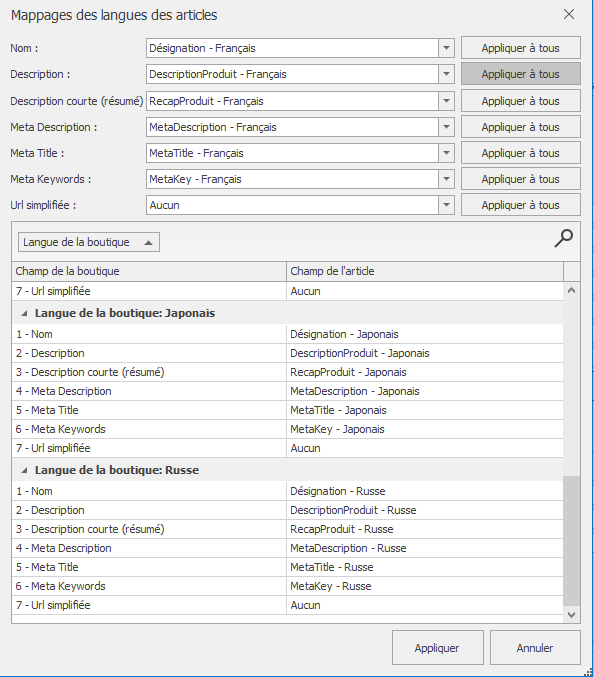 Mappages des langues des articles
Nom : Désignation - Français Appliquer à tous
Description : DescriptionProduit - Français Appliquer à tous
Description courte (résumé) RecapProduit - Français Appliquer à tous
Meta Description : MetaDescription - Français Appliquer à tous
Meta Title : MetaTitle - Français Appliquer à tous
Meta Keywords : MetaKey - Français Appliquer à tous
Url simplifiée : Aucun Appliquer à tous
Langue de la boutique
Champ de la boutique Champ de l'article
7 - Url simplifiée Aucun
Langue de la boutique: Japonais
1 - Nom Désignation - Japonais
2 - Description DescriptionProduit - Japonais
3 - Description courte (résumé) RecapProduit - Japonais
4 - Meta Description MetaDescription - Japonais
5 - Meta Title MetaTitle - Japonais
6 - Meta Keywords MetaKey - Japonais
7 - Url simplifiée Aucun
Langue de la boutique: Russe
1 - Nom Désignation - Russe
2 - Description DescriptionProduit - Russe
3 - Description courte (résumé) RecapProduit - Russe
4 - Meta Description MetaDescription - Russe
5 - Meta Title MetaTitle - Russe
6 - Meta Keywords MetaKey - Russe
7 - Url simplifiée Aucun
Appliquer Annuler